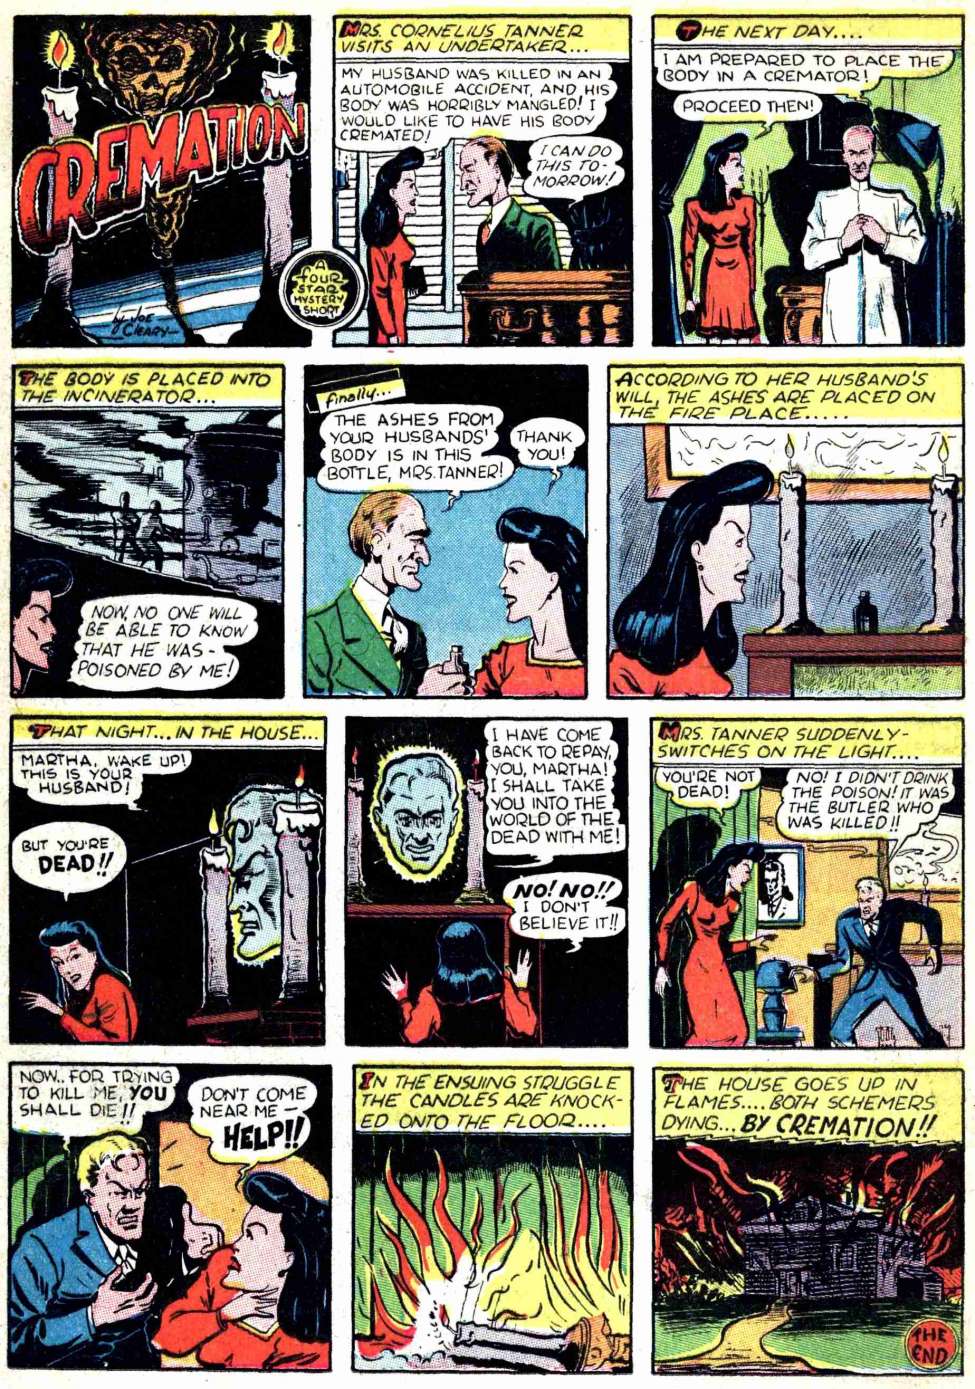 CREMATION
by JOE
CLEARY
A
FOUR
STAR
MYSTERY
SHORT
MRS. CORNELIUS TANNER
VISITS AN UNDERTAKER...
MY HUSBAND WAS KILLED IN AN
AUTOMOBILE ACCIDENT, AND HIS
BODY WAS HORRIBLY MANGLED! I
WOULD LIKE TO HAVE HIS BODY
CREMATED!
I CAN DO
THIS TO-
MORROW!
THE NEXT DAY....
I AM PREPARED TO PLACE THE
BODY IN A CREMATOR!
PROCEED THEN!
THE BODY IS PLACED INTO
THE INCINERATOR...
NOW, NO ONE WILL
BE ABLE TO KNOW
THAT HE WAS-
POISONED BY ME!
finally...
THE ASHES FROM
YOUR HUSBANDS'
BODY IS IN THIS
BOTTLE, MRS. TANNER!
THANK
YOU!
ACCORDING TO HER HUSBAND'S
WILL, THE ASHES ARE PLACED ON
THE FIRE PLACE.....
THAT NIGHT... IN THE HOUSE...
MARTHA, WAKE UP!
THIS IS YOUR
HUSBAND!
BUT YOU'RE
DEAD!!
I HAVE COME
BACK TO REPAY,
YOU, MARTHA!
I SHALL TAKE
YOU INTO THE
WORLD OF THE
DEAD WITH ME!
NO! NO!!
I DON'T
BELIEVE IT!!
MRS. TANNER SUDDENLY-
SWITCHES ON THE LIGHT....
YOU'RE NOT
DEAD!
NO! I DIDN'T DRINK
THE POISON! IT WAS
THE BUTLER WHO
WAS KILLED!!
NOW.. FOR TRYING
TO KILL ME, YOU
SHALL DIE!!
DON'T COME
NEAR ME-
HELP!!
IN THE ENSUING STRUGGLE
THE CANDLES ARE KNOCK-
ED ONTO THE FLOOR....
THE HOUSE GOES UP IN
FLAMES.... BOTH SCHEMERS
DYING... BY CREMATION!!
THE
END